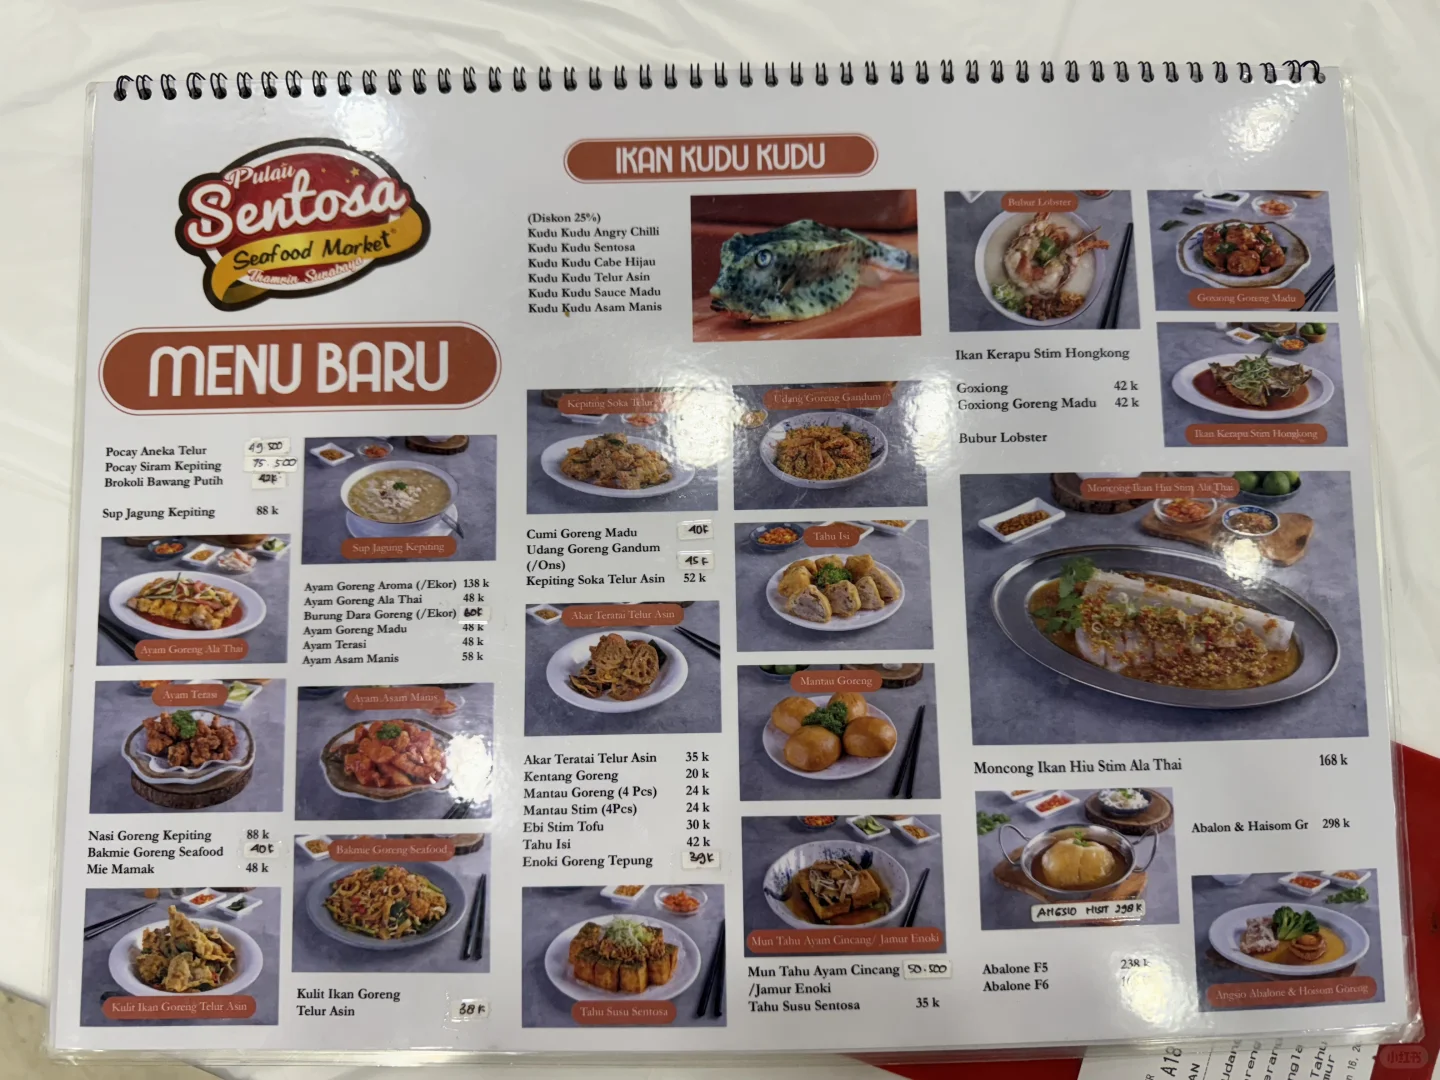 Pulau
Sentosa
Seafood Market
Thamrin Surabaya
MENU BARU
Pocay Aneka Telur 49 500
Pocay Siram Kepiting 75.500
Brokoli Bawang Putih 42k
Sup Jagung Kepiting 88 k
Sup Jagung Kepiting
Ayam Goreng Ala Thai
Ayam Goreng Aroma (/Ekor) 138 k
Ayam Goreng Ala Thai 48 k
Burung Dara Goreng (/Ekor) 60k
Ayam Goreng Madu 48 k
Ayam Terasi 48 k
Ayam Asam Manis 58 k
Ayam Terasi
Ayam Asam Manis
Nasi Goreng Kepiting 88 k
Bakmie Goreng Seafood 40k
Mie Mamak 48 k
Bakmie Goreng Seafood
Kulit Ikan Goreng Telur Asin
Kulit Ikan Goreng
Telur Asin 38 k
IKAN KUDU KUDU
(Diskon 25%)
Kudu Kudu Angry Chilli
Kudu Kudu Sentosa
Kudu Kudu Cabe Hijau
Kudu Kudu Telur Asin
Kudu Kudu Sauce Madu
Kudu Kudu Asam Manis
Kepiting Soka Telur
Udang Goreng Gandum
Cumi Goreng Madu 40k
Udang Goreng Gandum
(/Ons) 45k
Kepiting Soka Telur Asin 52 k
Tahu Isi
Akar Teratai Telur Asin
Mantau Goreng
Akar Teratai Telur Asin 35 k
Kentang Goreng 20 k
Mantau Goreng (4 Pcs) 24 k
Mantau Stim (4Pcs) 24 k
Ebi Stim Tofu 30 k
Tahu Isi 42 k
Enoki Goreng Tepung 39k
Tahu Susu Sentosa
Mun Tahu Ayam Cincang/ Jamur Enoki
Mun Tahu Ayam Cincang 50.500
/Jamur Enoki
Tahu Susu Sentosa 35 k
Bubur Lobster
Goxiong Goreng Madu
Ikan Kerapu Stim Hongkong
Goxiong 42 k
Goxiong Goreng Madu 42 k
Bubur Lobster
Ikan Kerapu Stim Hongkong
Moncong Ikan Hiu Stim Ala Thai
Moncong Ikan Hiu Stim Ala Thai 168 k
ANGSIO HISIT 298 K
Abalon & Haisom Gr 298 k
Abalone F5 238 k
Abalone F6
Angsio Abalone & Hoisom Goreng
A18
小红书